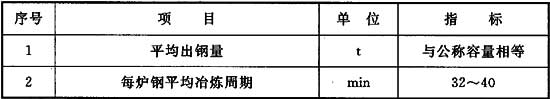 序号 项目 单位 指标
1 平均出钢量 t 与公称容量相等
2 每炉钢平均冶炼周期 min 32～40